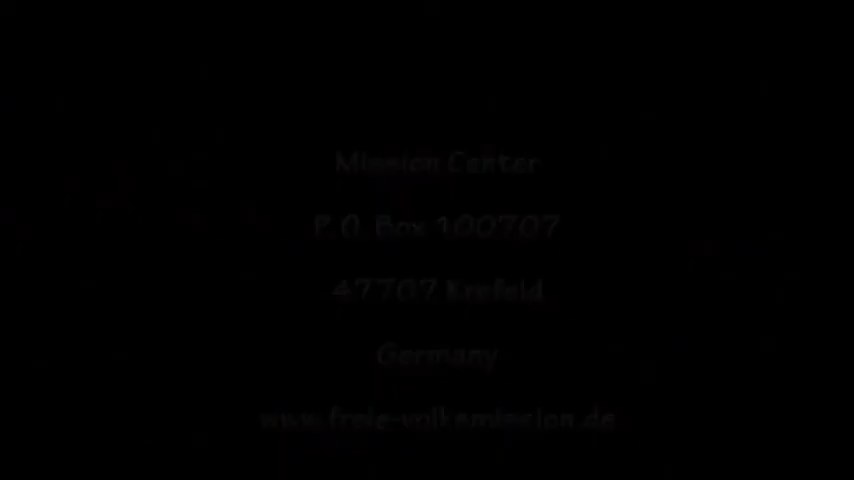 Mission Center
P. O. Box 100707
47707 Krefeld
Germany
www.freie-volksmission.de